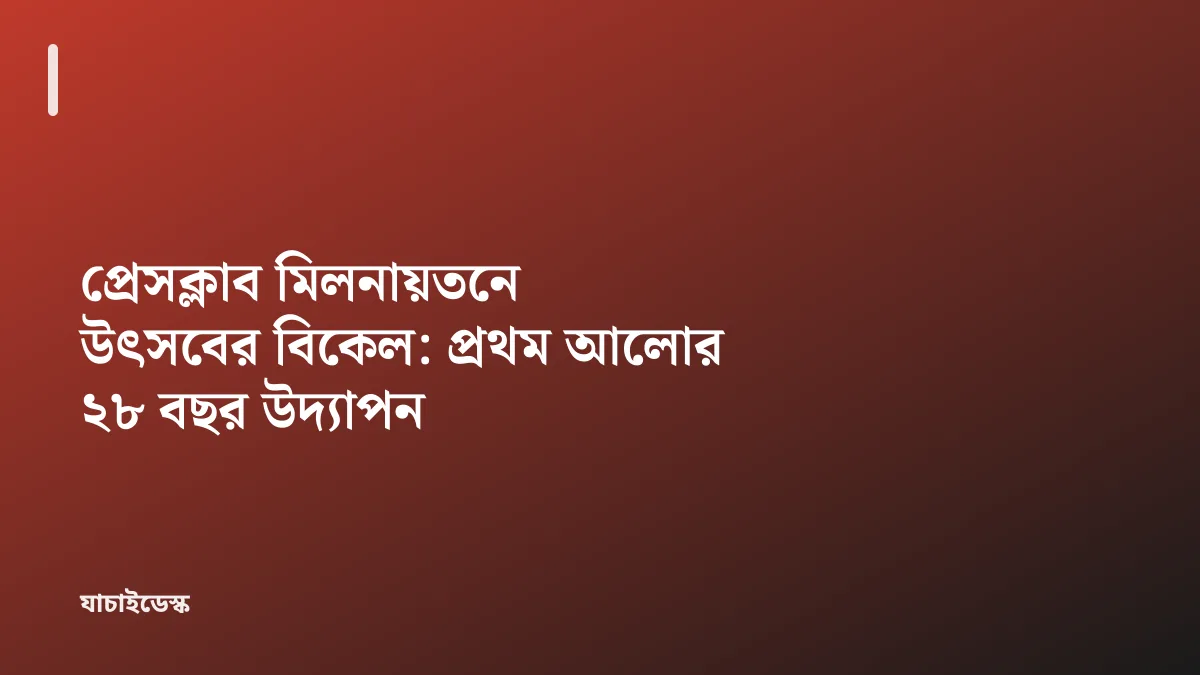 প্রেসক্লাব মিলনায়তনে
উৎসবের বিকেল: প্রথম আলোর
২৮ বছর উদ্যাপন
যাচাইডেস্ক